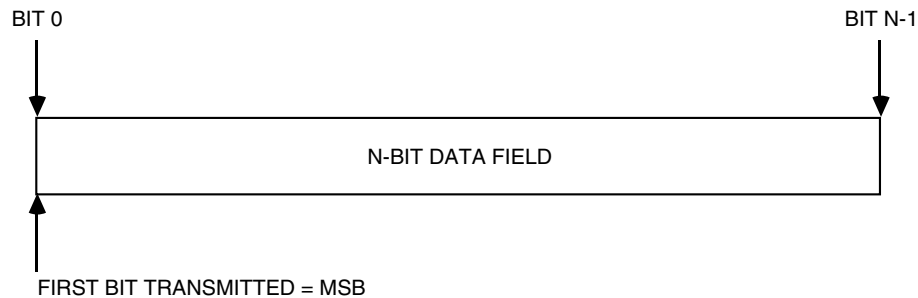 BIT 0
BIT N-1
N-BIT DATA FIELD
FIRST BIT TRANSMITTED = MSB